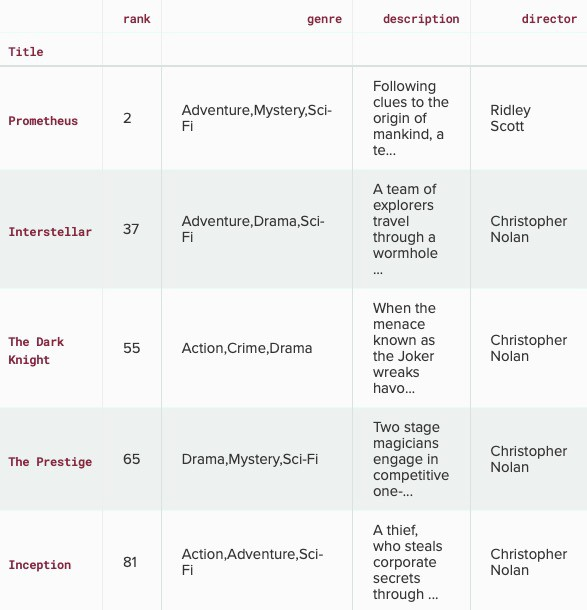 rank genre description director
Title
Prometheus 2 Adventure,Mystery,Sci-Fi Following clues to the origin of mankind, a te... Ridley Scott
Interstellar 37 Adventure,Drama,Sci-Fi A team of explorers travel through a wormhole ... Christopher Nolan
The Dark Knight 55 Action,Crime,Drama When the menace known as the Joker wreaks havo... Christopher Nolan
The Prestige 65 Drama,Mystery,Sci-Fi Two stage magicians engage in competitive one-... Christopher Nolan
Inception 81 Action,Adventure,Sci-Fi A thief, who steals corporate secrets through ... Christopher Nolan